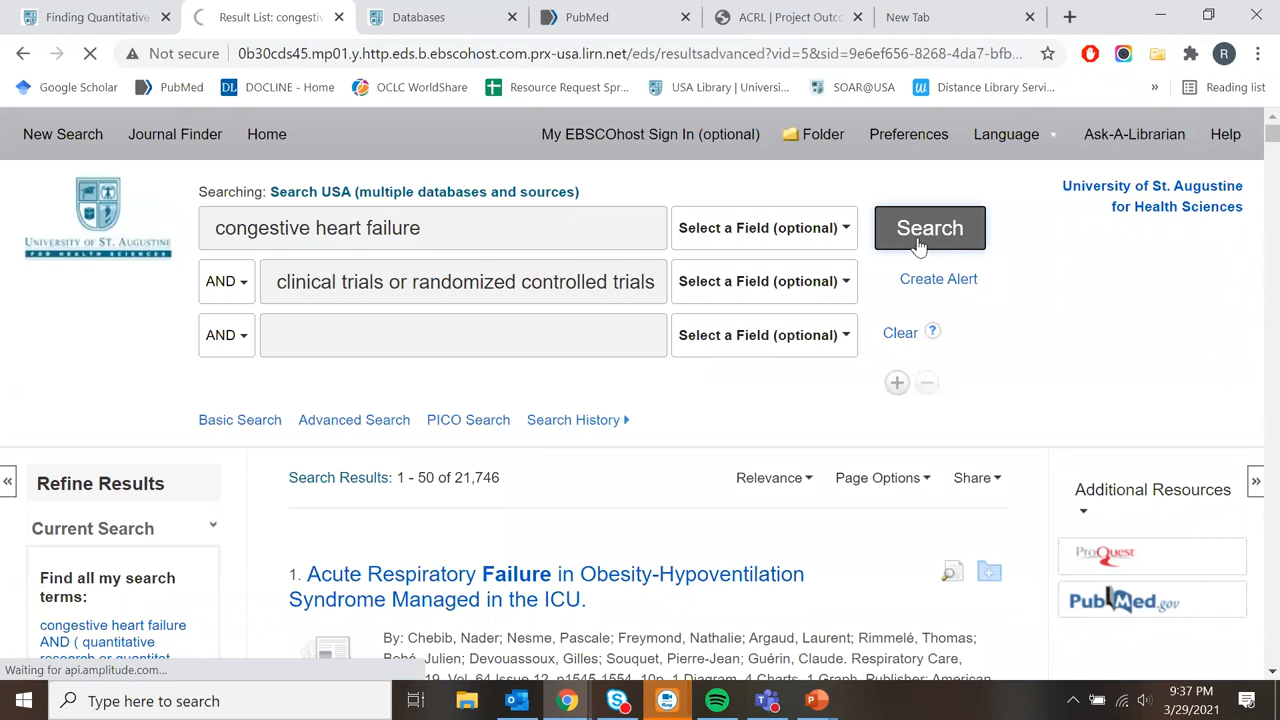 Finding Quantitative
Result List: congesti
Databases
PubMed
ACRL | Project Outco
New Tab
Not secure
0b30cds45.mp01.y.http.eds.b.ebscohost.com.prx-usa.lirn.net/eds/resultsadvanced?vid=5&sid=9e6ef656-8268-4da7-bfb...
R
Google Scholar
PubMed
DL DOCLINE - Home
OCLC WorldShare
Resource Request Spr...
USA Library | Universi...
SOAR@USA
Distance Library Servi...
»
Reading list
New Search
Journal Finder
Home
My EBSCOhost Sign In (optional)
Folder
Preferences
Language
Ask-A-Librarian
Help
UNIVERSITY OF ST. AUGUSTINE
FOR HEALTH SCIENCES
Searching: Search USA (multiple databases and sources)
University of St. Augustine
for Health Sciences
congestive heart failure
Select a Field (optional)
Search
AND
clinical trials or randomized controlled trials
Select a Field (optional)
Create Alert
AND
Select a Field (optional)
Clear ?
Basic Search
Advanced Search
PICO Search
Search History
«
Refine Results
Current Search
Find all my search
terms:
congestive heart failure
AND ( quantitative
Search Results: 1 - 50 of 21,746
Relevance
Page Options
Share
1. Acute Respiratory Failure in Obesity-Hypoventilation
Syndrome Managed in the ICU.
By: Chebib, Nader; Nesme, Pascale; Freymond, Nathalie; Argaud, Laurent; Rimmelé, Thomas;
Julien; Devouassoux, Gilles; Souquet, Pierre-Jean; Guérin, Claude. Respiratory Care,
»
Additional Resources
ProQuest
PubMed.gov
Waiting for api.amplitude.com...
Type here to search
9:37 PM
3/29/2021